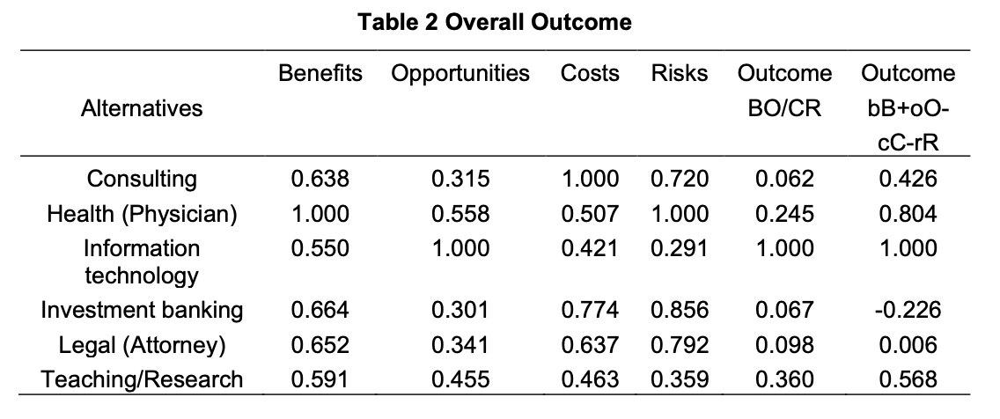 Table 2 Overall Outcome
Alternatives Benefits Opportunities Costs Risks Outcome BO/CR Outcome bB+oO-cC-rR
Consulting 0.638 0.315 1.000 0.720 0.062 0.426
Health (Physician) 1.000 0.558 0.507 1.000 0.245 0.804
Information technology 0.550 1.000 0.421 0.291 1.000 1.000
Investment banking 0.664 0.301 0.774 0.856 0.067 -0.226
Legal (Attorney) 0.652 0.341 0.637 0.792 0.098 0.006
Teaching/Research 0.591 0.455 0.463 0.359 0.360 0.568